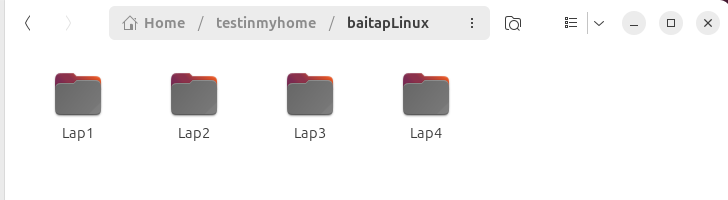 Home / testinmyhome / baitapLinux
Lap1 Lap2 Lap3 Lap4